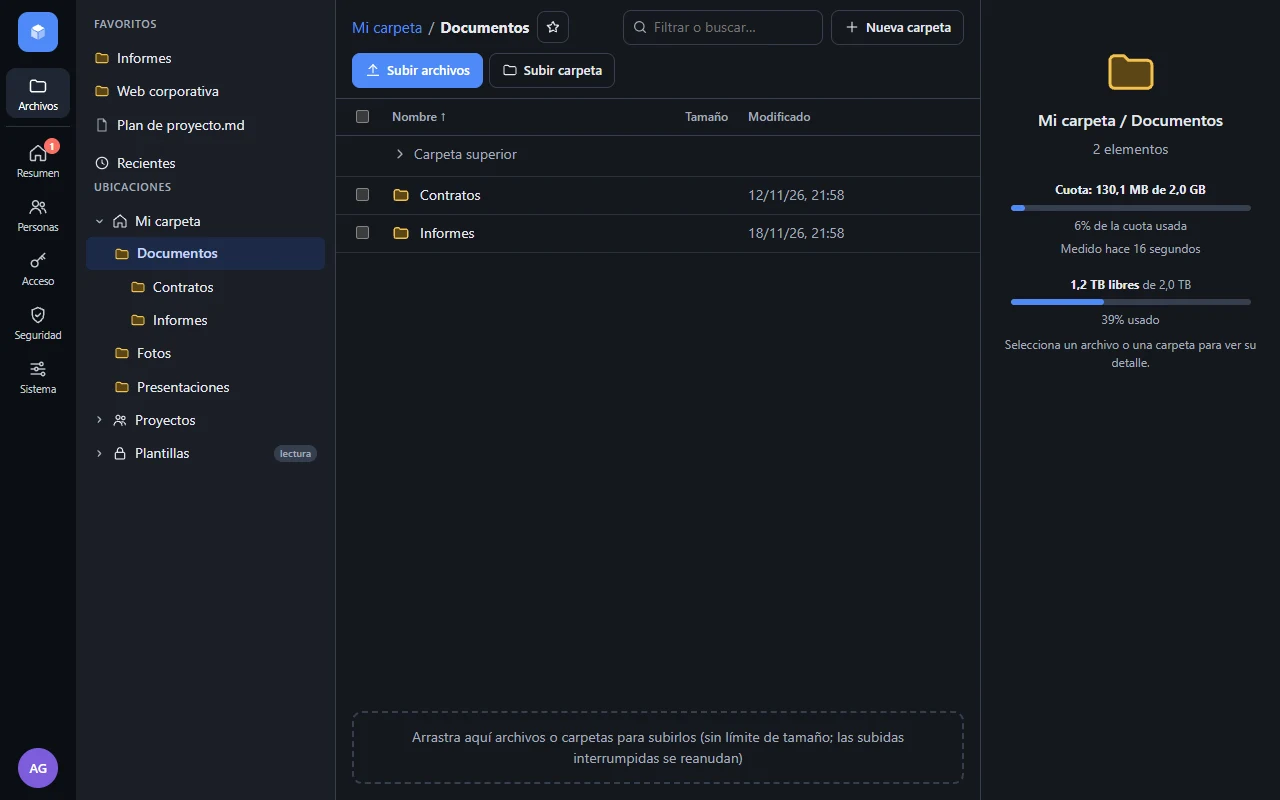 Archivos
1
Resumen
Personas
Acceso
Seguridad
Sistema
AG
FAVORITOS
Informes
Web corporativa
Plan de proyecto.md
Recientes
UBICACIONES
Mi carpeta
Documentos
Contratos
Informes
Fotos
Presentaciones
Proyectos
Plantillas lectura
Mi carpeta / Documentos
Filtrar o buscar...
Nueva carpeta
Subir archivos
Subir carpeta
Nombre ↑ Tamaño Modificado
Carpeta superior
Contratos 12/11/26, 21:58
Informes 18/11/26, 21:58
Arrastra aquí archivos o carpetas para subirlos (sin límite de tamaño; las subidas
interrumpidas se reanudan)
Mi carpeta / Documentos
2 elementos
Cuota: 130,1 MB de 2,0 GB
6% de la cuota usada
Medido hace 16 segundos
1,2 TB libres de 2,0 TB
39% usado
Selecciona un archivo o una carpeta para ver su
detalle.